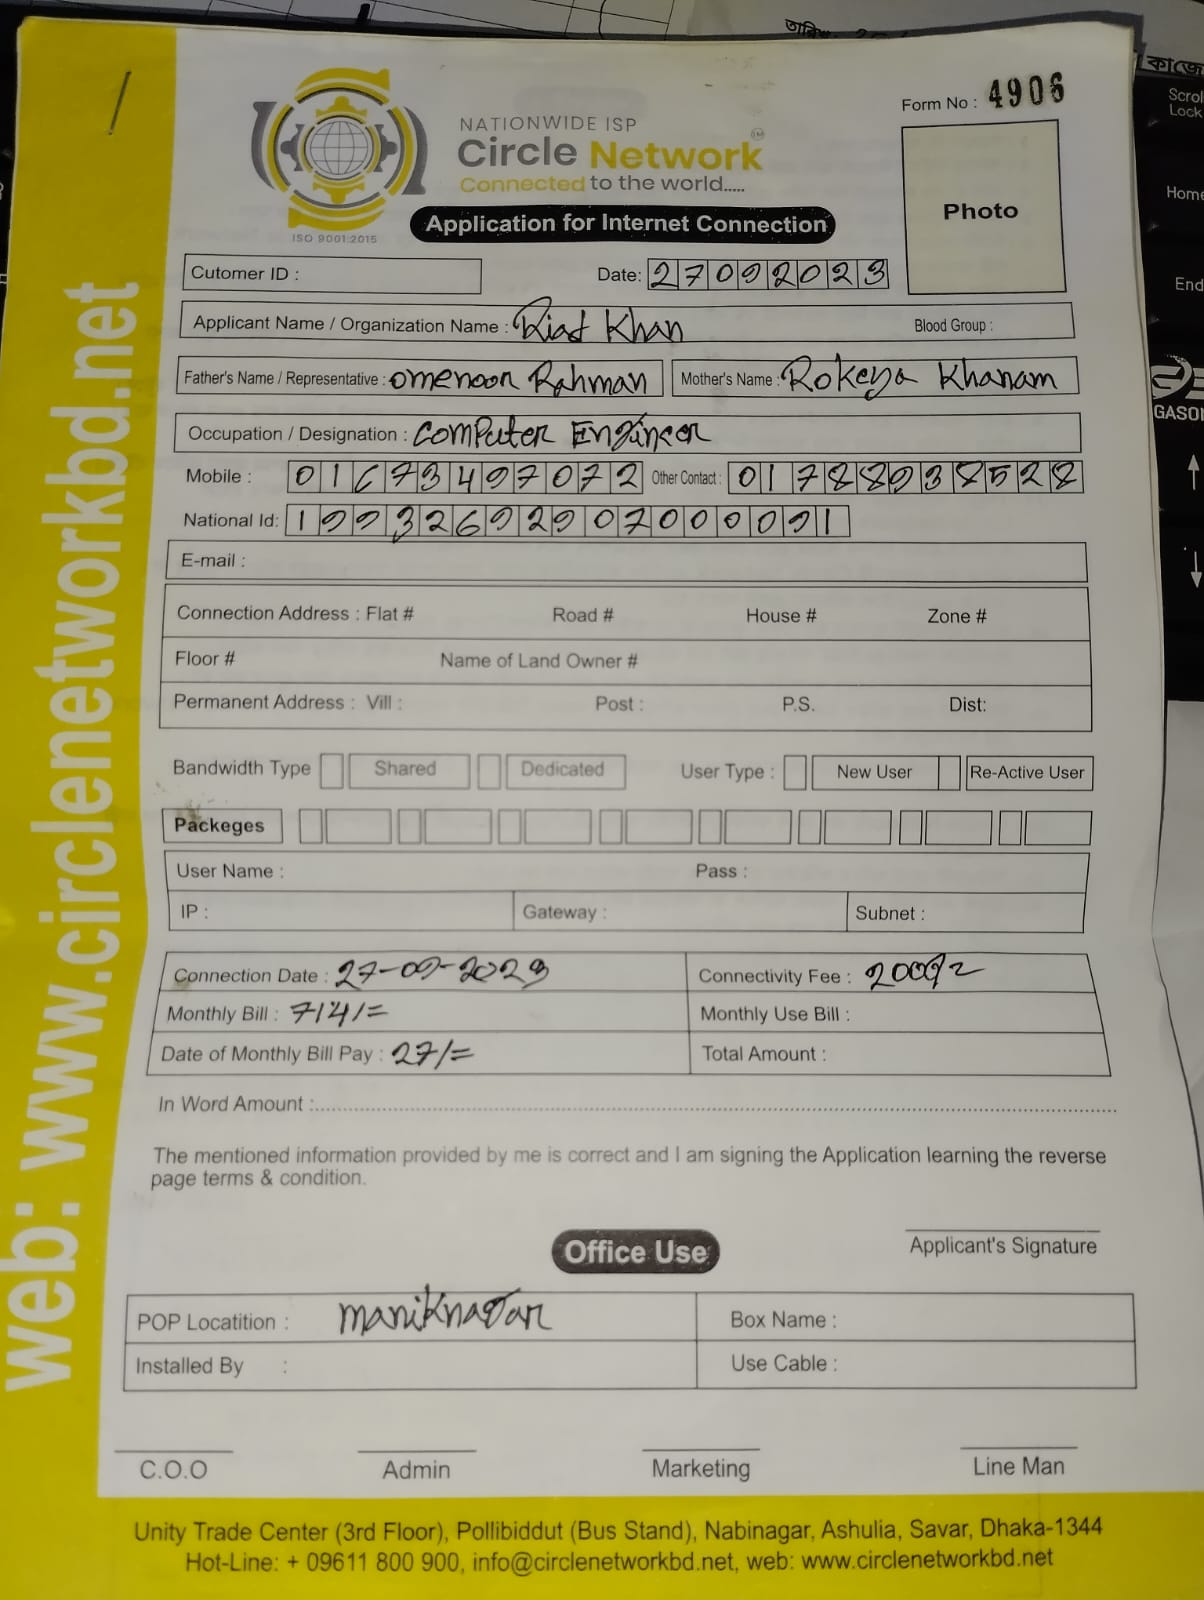 তারিখ
কাজে
Scrol
Lock
Home
End
GASO
Form No : 4906
NATIONWIDE ISP
Circle Network
Connected to the world.....
ISO 9001:2015
Application for Internet Connection
Photo
Cutomer ID :
Date: 27092023
Applicant Name / Organization Name : Riad Khan Blood Group :
Father's Name / Representative : omenoor Rahman Mother's Name : Rokeya Khanam
Occupation / Designation : Computer Engineer
Mobile : 01673497072 Other Contact : 01788938528
National Id: 19932692907000091
E-mail :
Connection Address : Flat # Road # House # Zone #
Floor # Name of Land Owner #
Permanent Address : Vill : Post : P.S. Dist:
Bandwidth Type Shared Dedicated User Type : New User Re-Active User
Packeges
User Name : Pass :
IP : Gateway : Subnet :
Connection Date : 27-09-2023 Connectivity Fee :
Monthly Bill : 714/= Monthly Use Bill :
Date of Monthly Bill Pay : 27/= Total Amount :
In Word Amount :
The mentioned information provided by me is correct and I am signing the Application learning the reverse
page terms & condition.
Applicant's Signature
Office Use
POP Locatition : maniknagar Box Name :
Installed By : Use Cable :
C.O.O Admin Marketing Line Man
Unity Trade Center (3rd Floor), Pollibiddut (Bus Stand), Nabinagar, Ashulia, Savar, Dhaka-1344
Hot-Line: + 09611 800 900, info@circlenetworkbd.net, web: www.circlenetworkbd.net
web: www.circlenetworkbd.net